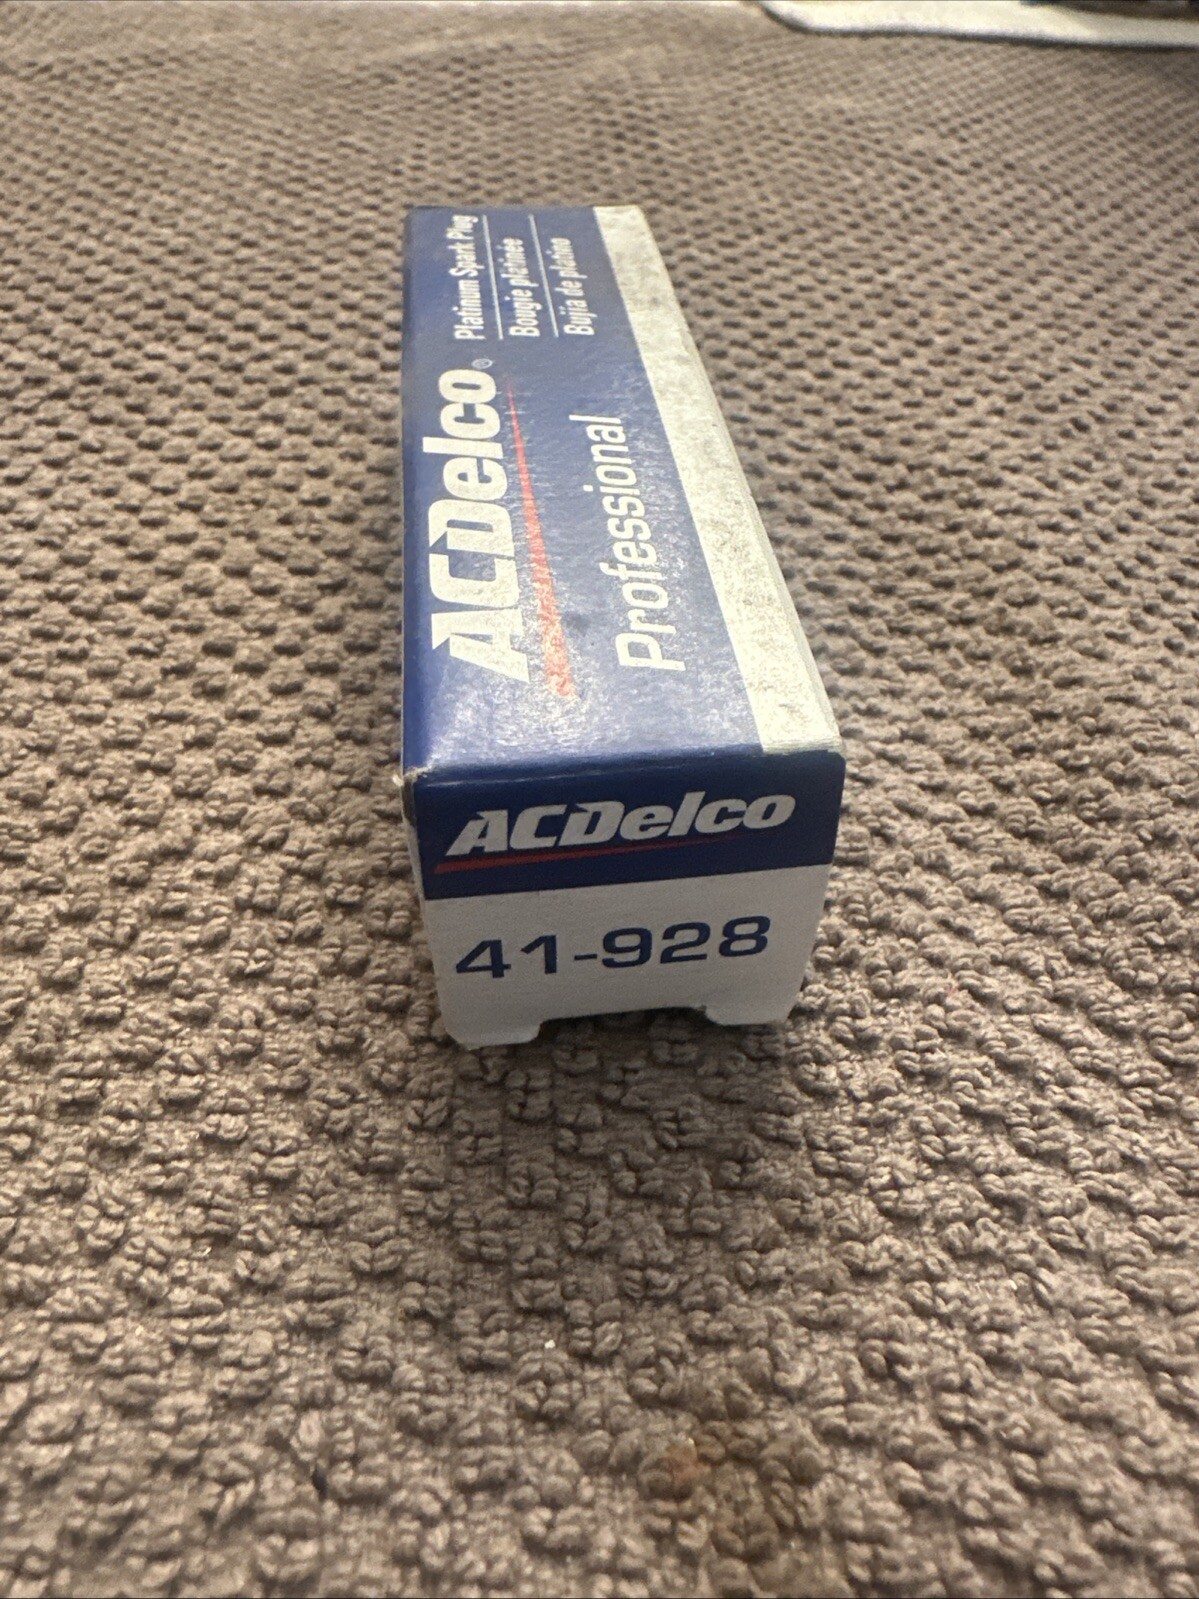 ACDelco®
Platinum Spark Plug
Bougie platinée
Bujía de platino
Professional
ACDelco
41-928